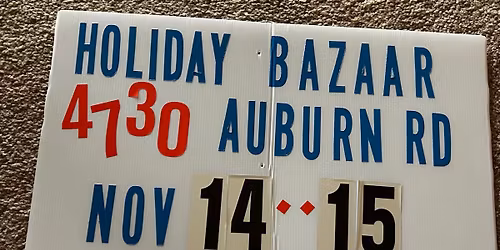 HOLIDAY BAZAAR
4730 AUBURN RD
NOV 14··15